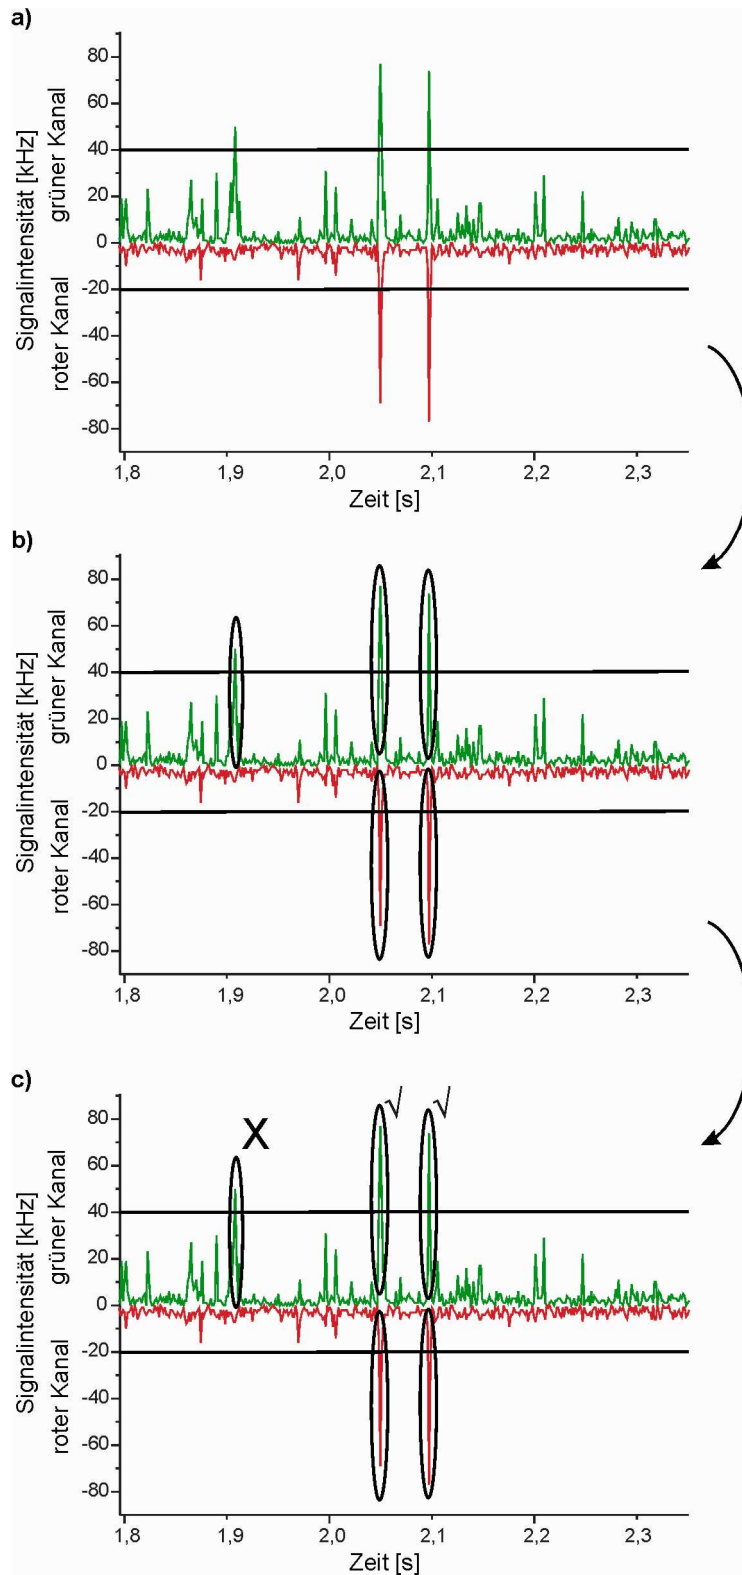 a)
Signalintensität [kHz]
roter Kanal grüner Kanal
80
60
40
20
0
-20
-40
-60
-80
1,8 1,9 2,0 2,1 2,2 2,3
Zeit [s]
b)
Signalintensität [kHz]
roter Kanal grüner Kanal
80
60
40
20
0
-20
-40
-60
-80
1,8 1,9 2,0 2,1 2,2 2,3
Zeit [s]
c)
X √ √
Signalintensität [kHz]
roter Kanal grüner Kanal
80
60
40
20
0
-20
-40
-60
-80
1,8 1,9 2,0 2,1 2,2 2,3
Zeit [s]